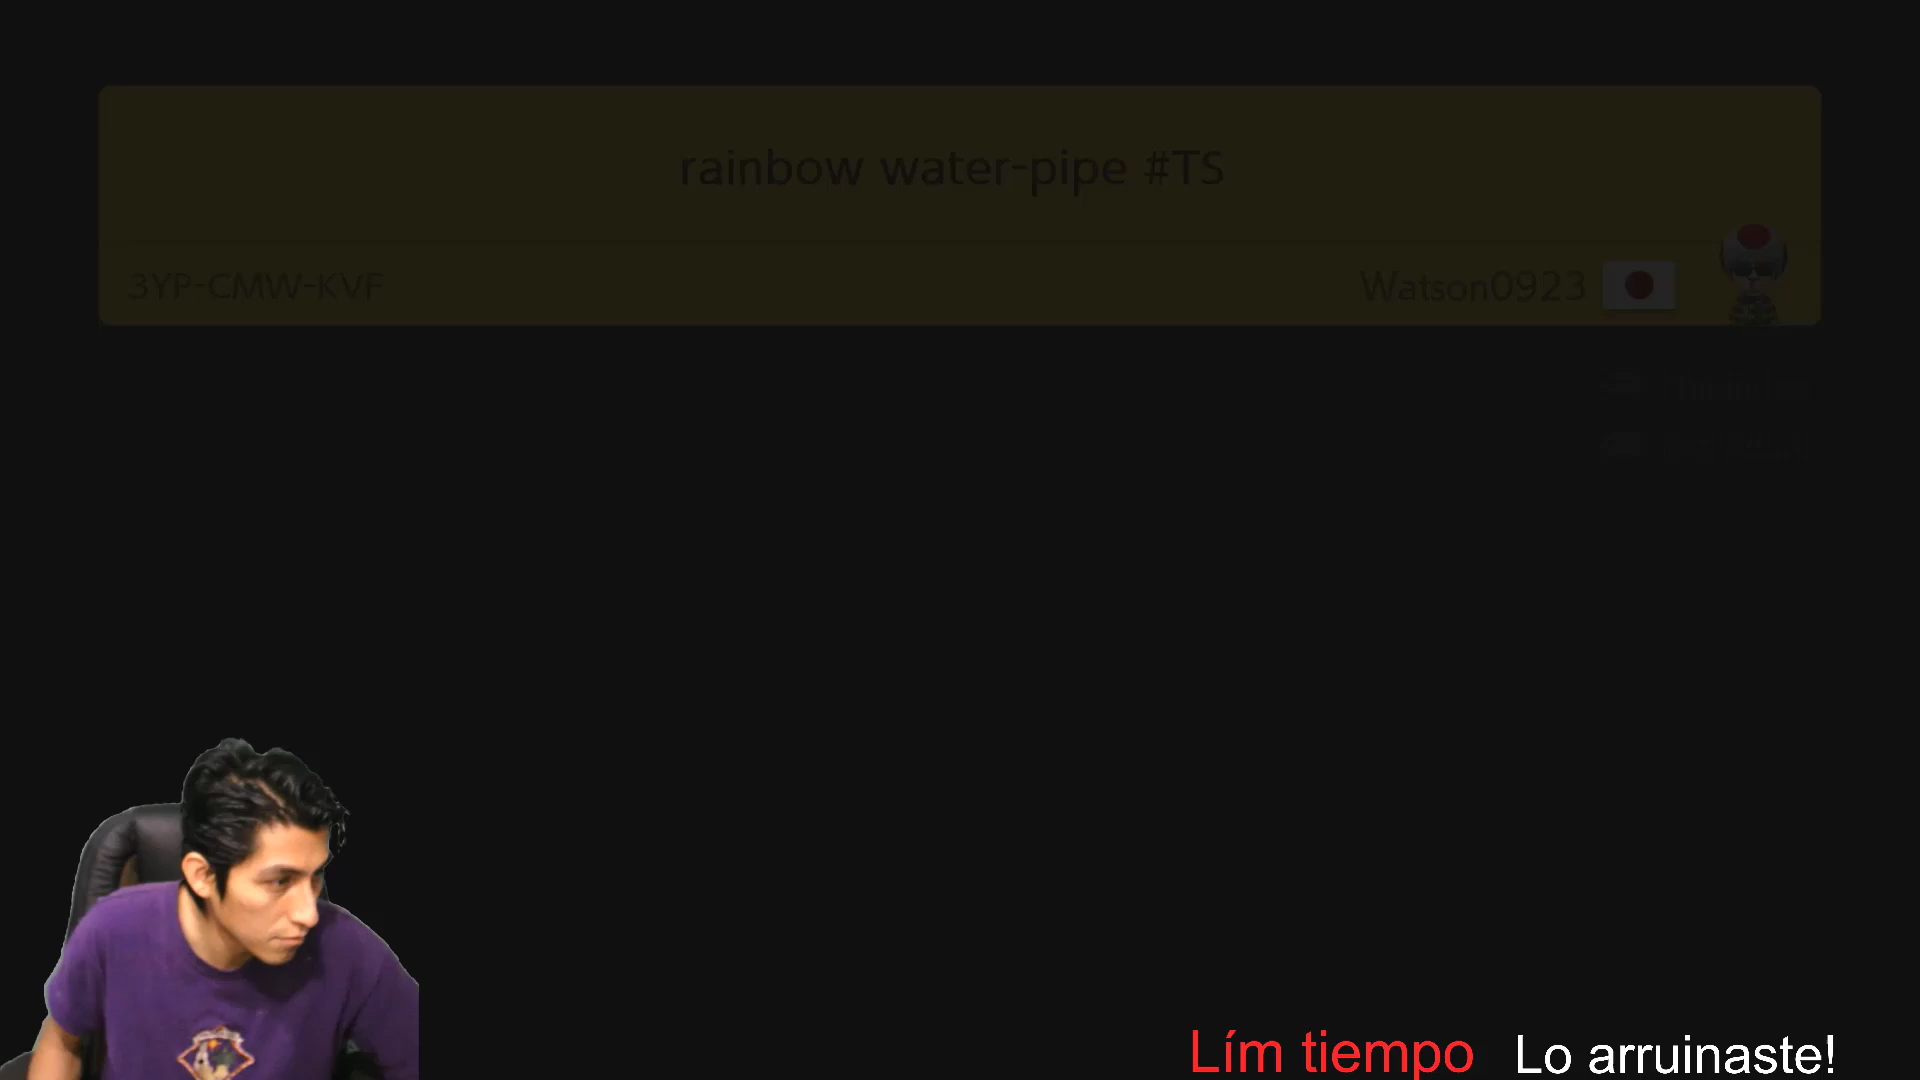 rainbow water-pipe #TS
3YP-CMW-KVF
Watson0923
Lím tiempo
Lo arruinaste!